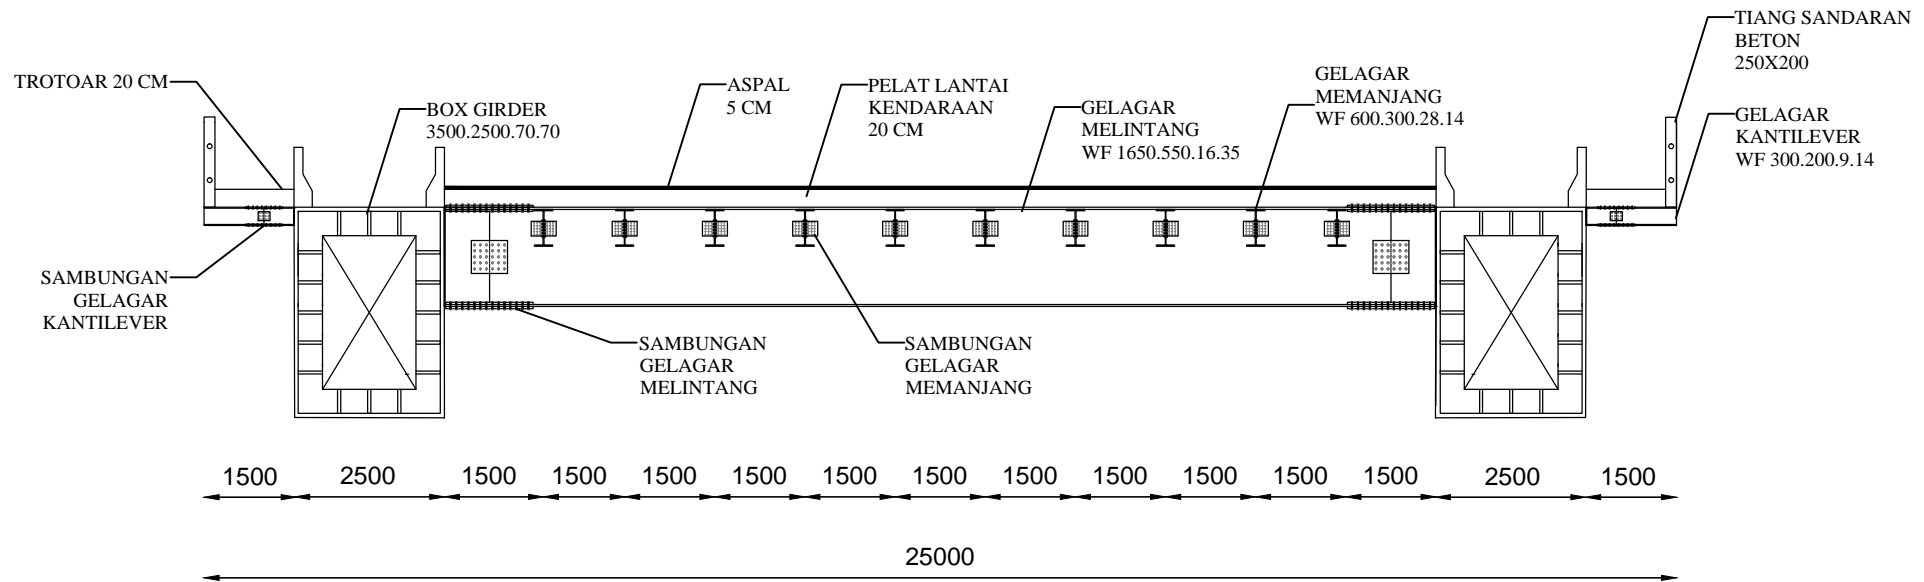 TIANG SANDARAN
BETON
250X200
TROTOAR 20 CM
BOX GIRDER
3500.2500.70.70
ASPAL
5 CM
PELAT LANTAI
KENDARAAN
20 CM
GELAGAR
MELINTANG
WF 1650.550.16.35
GELAGAR
MEMANJANG
WF 600.300.28.14
GELAGAR
KANTILEVER
WF 300.200.9.14
SAMBUNGAN
GELAGAR
KANTILEVER
SAMBUNGAN
GELAGAR
MELINTANG
SAMBUNGAN
GELAGAR
MEMANJANG
1500 2500 1500 1500 1500 1500 1500 1500 1500 1500 1500 1500 1500 2500 1500
25000